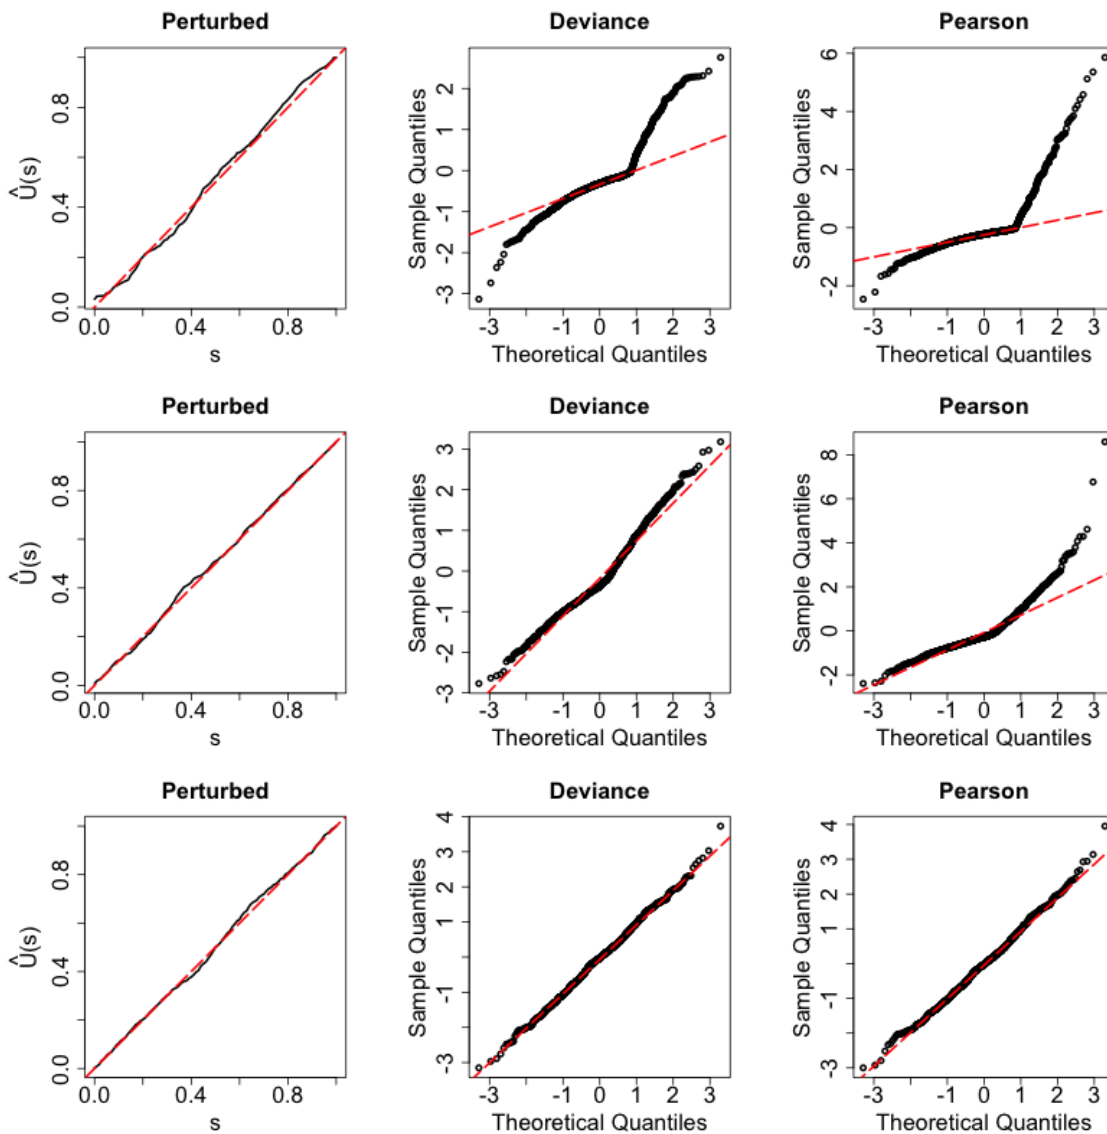 Perturbed
Û(s)
0.0 0.4 0.8
0.0 0.4 0.8
s
Deviance
Sample Quantiles
-3 -2 -1 0 1 2
-3 -1 0 1 2 3
Theoretical Quantiles
Pearson
Sample Quantiles
-2 0 2 4 6
-3 -1 0 1 2 3
Theoretical Quantiles
Perturbed
Û(s)
0.0 0.4 0.8
0.0 0.4 0.8
s
Deviance
Sample Quantiles
-3 -2 -1 0 1 2 3
-3 -1 0 1 2 3
Theoretical Quantiles
Pearson
Sample Quantiles
-2 0 2 4 6 8
-3 -1 0 1 2 3
Theoretical Quantiles
Perturbed
Û(s)
0.0 0.4 0.8
0.0 0.4 0.8
s
Deviance
Sample Quantiles
-3 -1 1 2 3 4
-3 -1 0 1 2 3
Theoretical Quantiles
Pearson
Sample Quantiles
-3 -1 1 2 3 4
-3 -1 0 1 2 3
Theoretical Quantiles